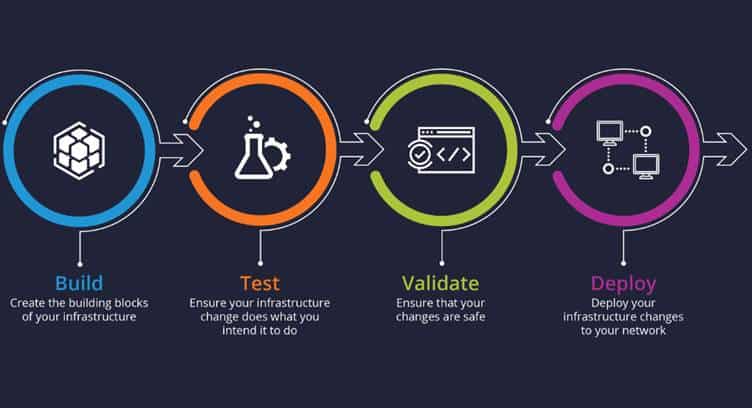 Build
Create the building blocks
of your infrastructure
Test
Ensure your infrastructure
change does what you
intend it to do
Validate
Ensure that your
changes are safe
Deploy
Deploy your
infrastructure changes
to your network